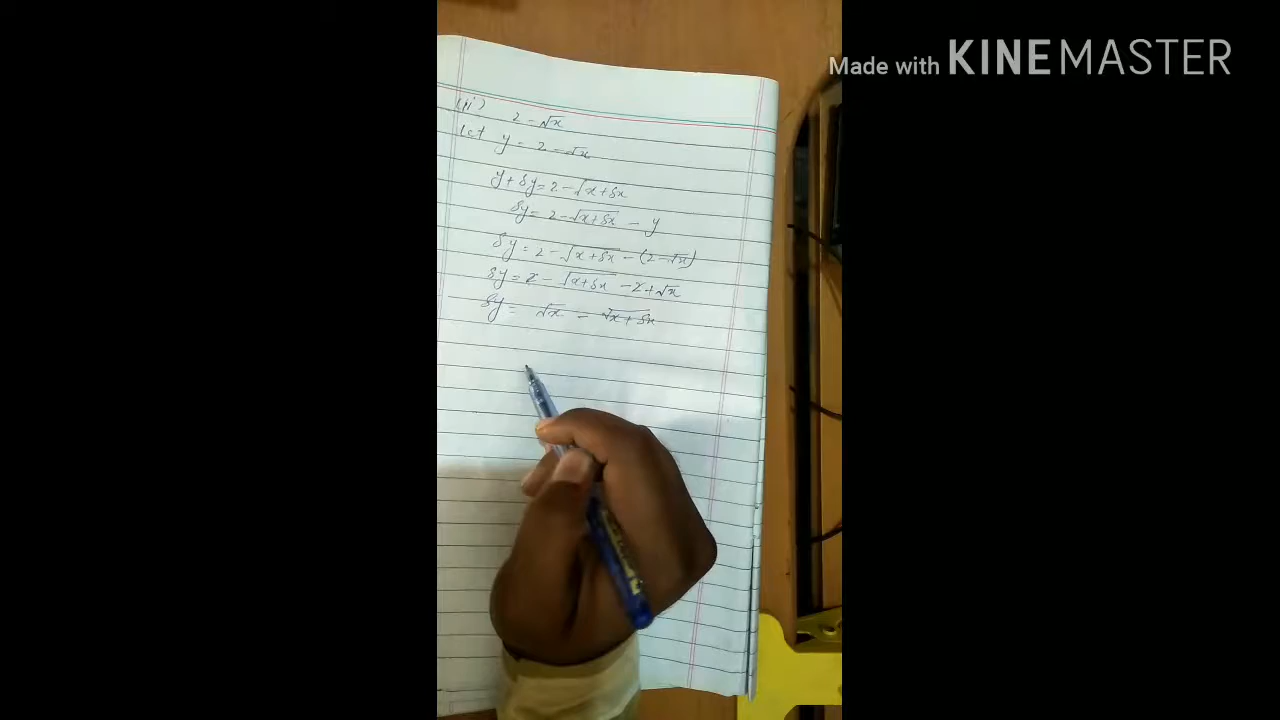 Made with KINEMASTER
(ii)
2 - √x
Let y = 2 - √x
y + δy = 2 - √x+δx
δy = 2 - √x+δx - y
δy = 2 - √x+δx - (2-√x)
δy = 2 - √x+δx - 2 + √x
δy = √x - √x+δx